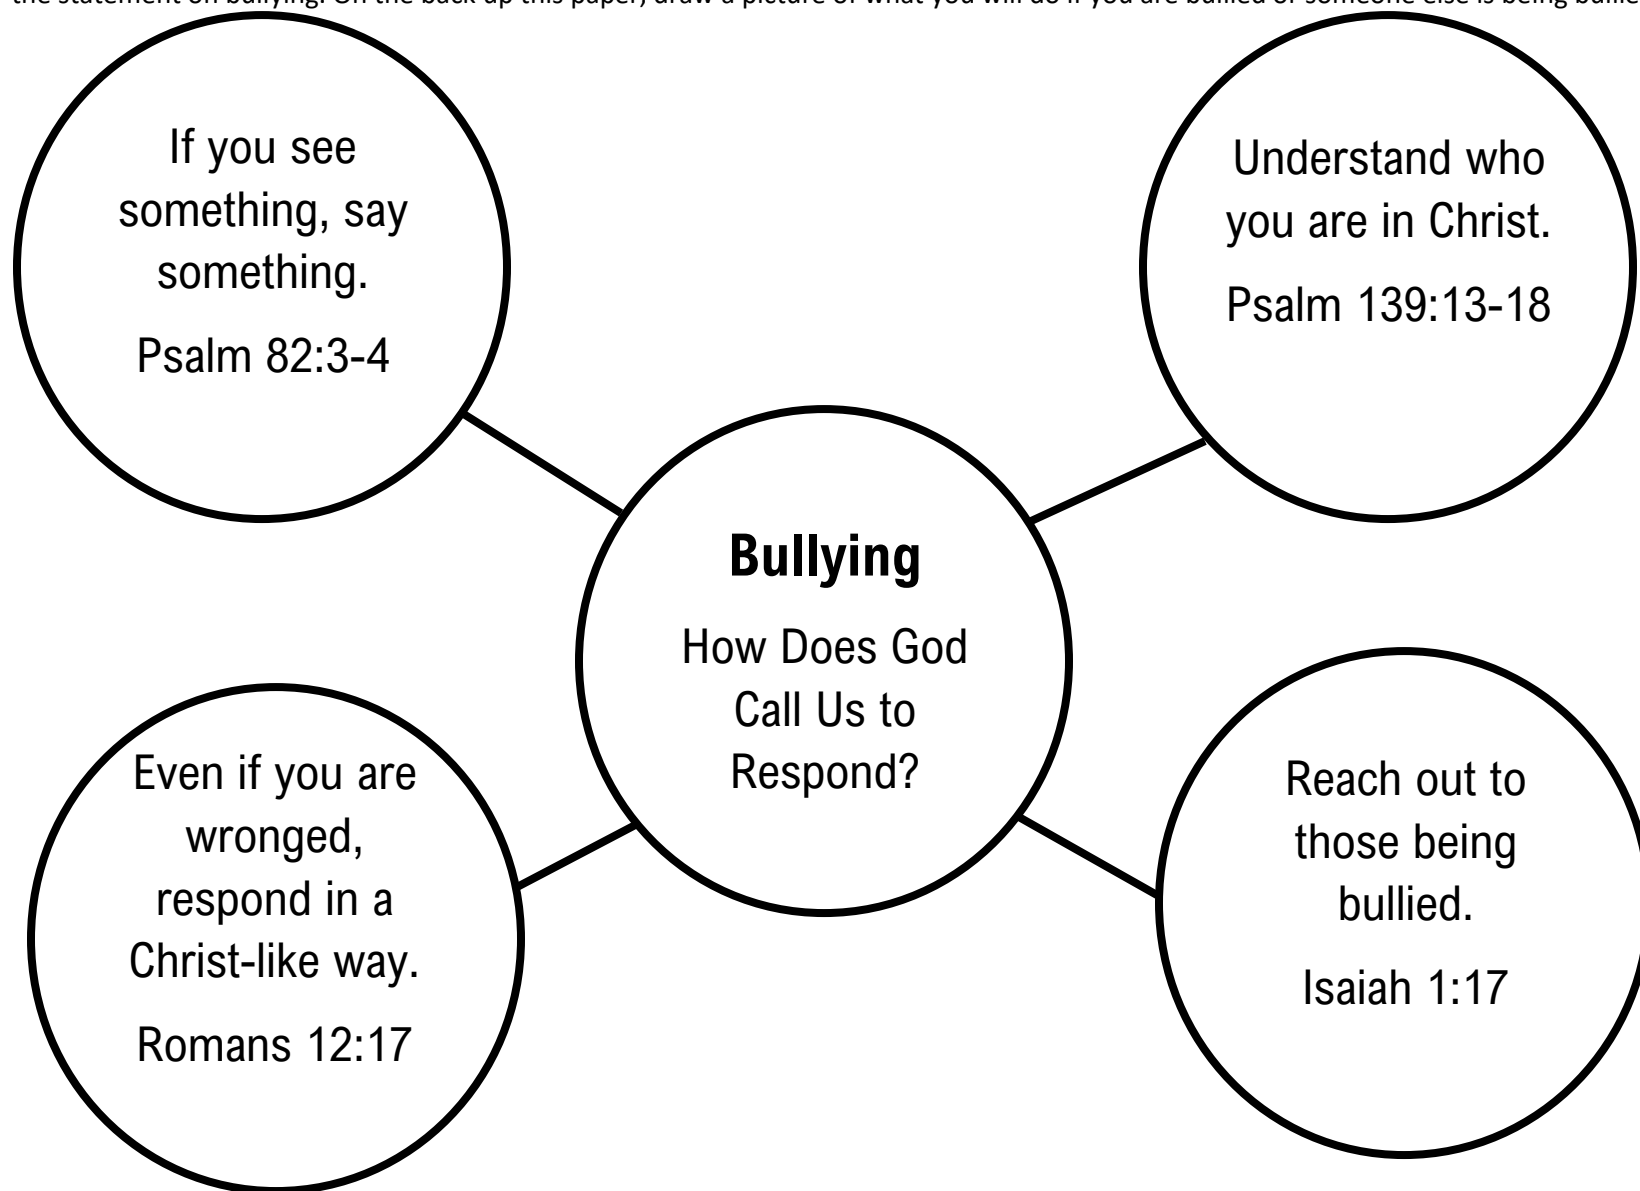 the statement on bullying. On the back up this paper, draw a picture of what you will do if you are bullied or someone else is being bullie
If you see
something, say
something.
Psalm 82:3-4
Understand who
you are in Christ.
Psalm 139:13-18
Bullying
How Does God
Call Us to
Respond?
Even if you are
wronged,
respond in a
Christ-like way.
Romans 12:17
Reach out to
those being
bullied.
Isaiah 1:17